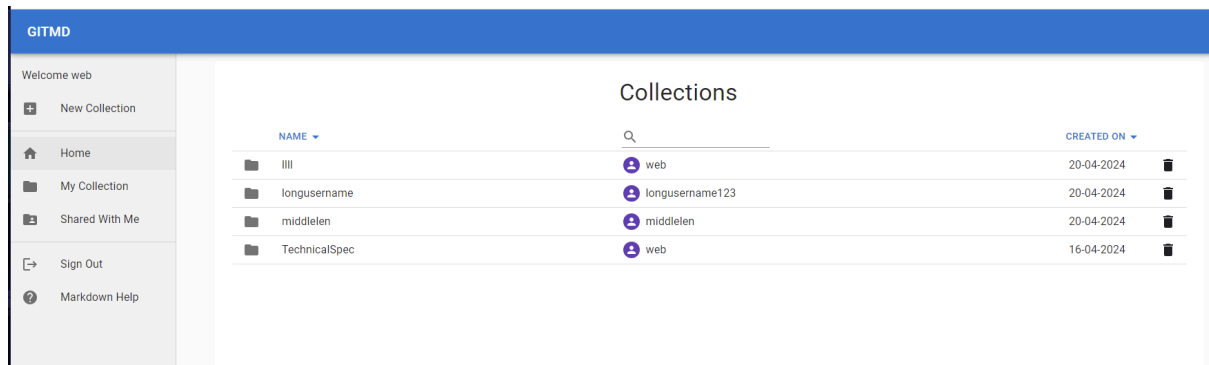 GITMD
Welcome web
New Collection
Home
My Collection
Shared With Me
Sign Out
Markdown Help
Collections
NAME CREATED ON
llll web 20-04-2024
longusername longusername123 20-04-2024
middlelen middlelen 20-04-2024
TechnicalSpec web 16-04-2024